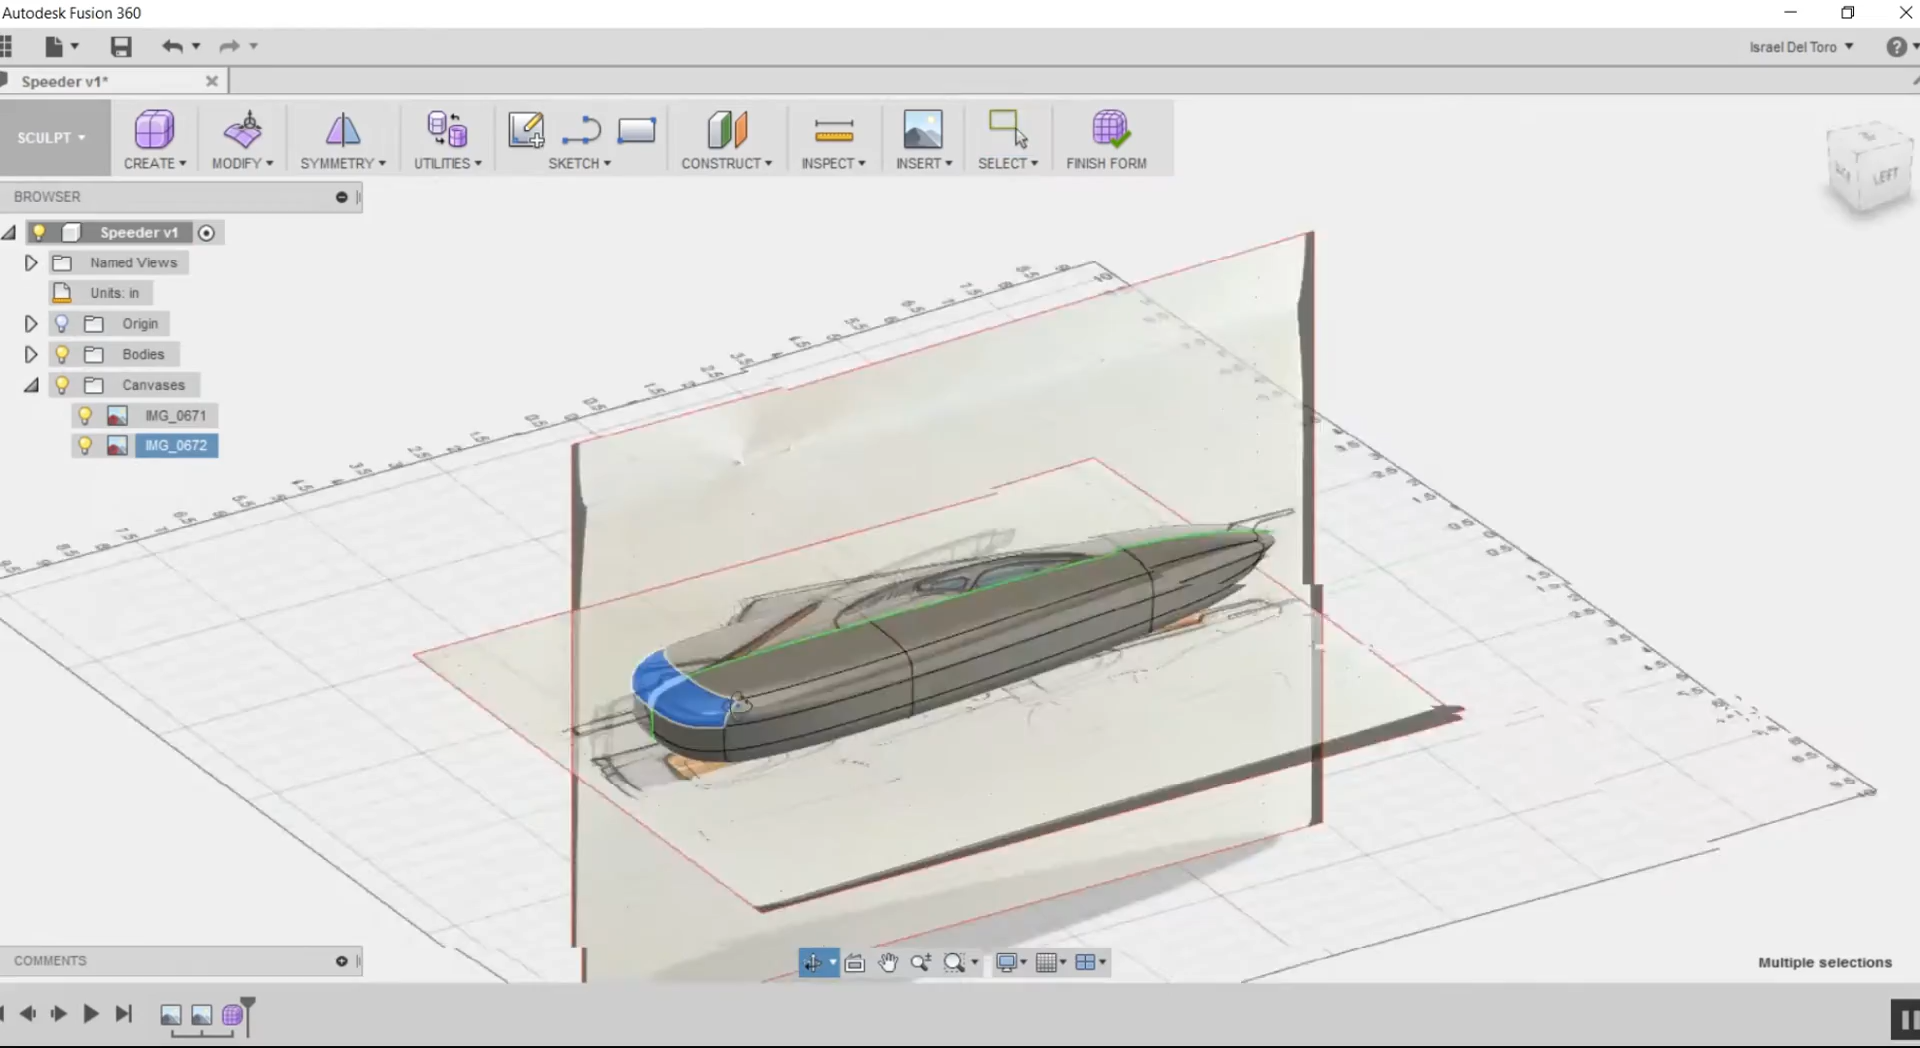 Autodesk Fusion 360
Israel Del Toro
Speeder v1*
SCULPT
CREATE
MODIFY
SYMMETRY
UTILITIES
SKETCH
CONSTRUCT
INSPECT
INSERT
SELECT
FINISH FORM
LEFT
BROWSER
Speeder v1
Named Views
Units: in
Origin
Bodies
Canvases
IMG_0671
IMG_0672
COMMENTS
Multiple selections